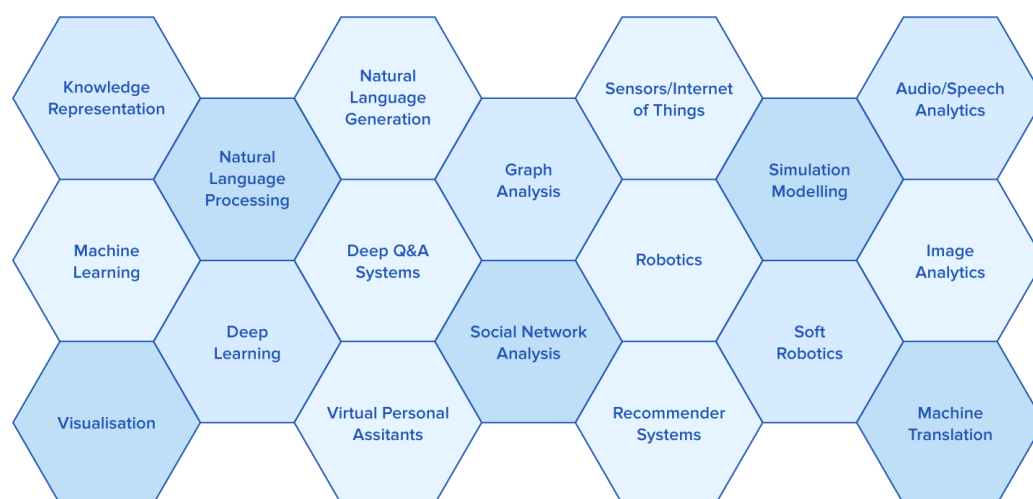 Knowledge
Representation
Natural
Language
Generation
Sensors/Internet
of Things
Audio/Speech
Analytics
Natural
Language
Processing
Graph
Analysis
Simulation
Modelling
Machine
Learning
Deep Q&A
Systems
Robotics
Image
Analytics
Deep
Learning
Social Network
Analysis
Soft
Robotics
Visualisation
Virtual Personal
Assitants
Recommender
Systems
Machine
Translation